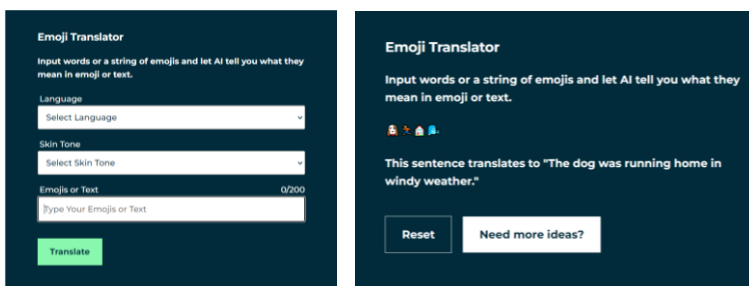 Emoji Translator
Input words or a string of emojis and let AI tell you what they
mean in emoji or text.
Language
Select Language
Skin Tone
Select Skin Tone
Emojis or Text 0/200
Type Your Emojis or Text
Translate
Emoji Translator
Input words or a string of emojis and let AI tell you what they
mean in emoji or text.
This sentence translates to "The dog was running home in
windy weather."
Reset Need more ideas?